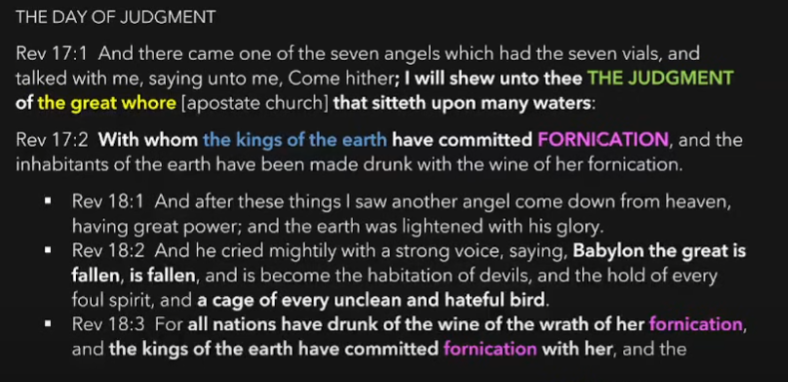 THE DAY OF JUDGMENT
Rev 17:1 And there came one of the seven angels which had the seven vials, and
talked with me, saying unto me, Come hither; I will shew unto thee THE JUDGMENT
of the great whore [apostate church] that sitteth upon many waters:
Rev 17:2 With whom the kings of the earth have committed FORNICATION, and the
inhabitants of the earth have been made drunk with the wine of her fornication.
▪ Rev 18:1 And after these things I saw another angel come down from heaven,
having great power; and the earth was lightened with his glory.
▪ Rev 18:2 And he cried mightily with a strong voice, saying, Babylon the great is
fallen, is fallen, and is become the habitation of devils, and the hold of every
foul spirit, and a cage of every unclean and hateful bird.
▪ Rev 18:3 For all nations have drunk of the wine of the wrath of her fornication,
and the kings of the earth have committed fornication with her, and the